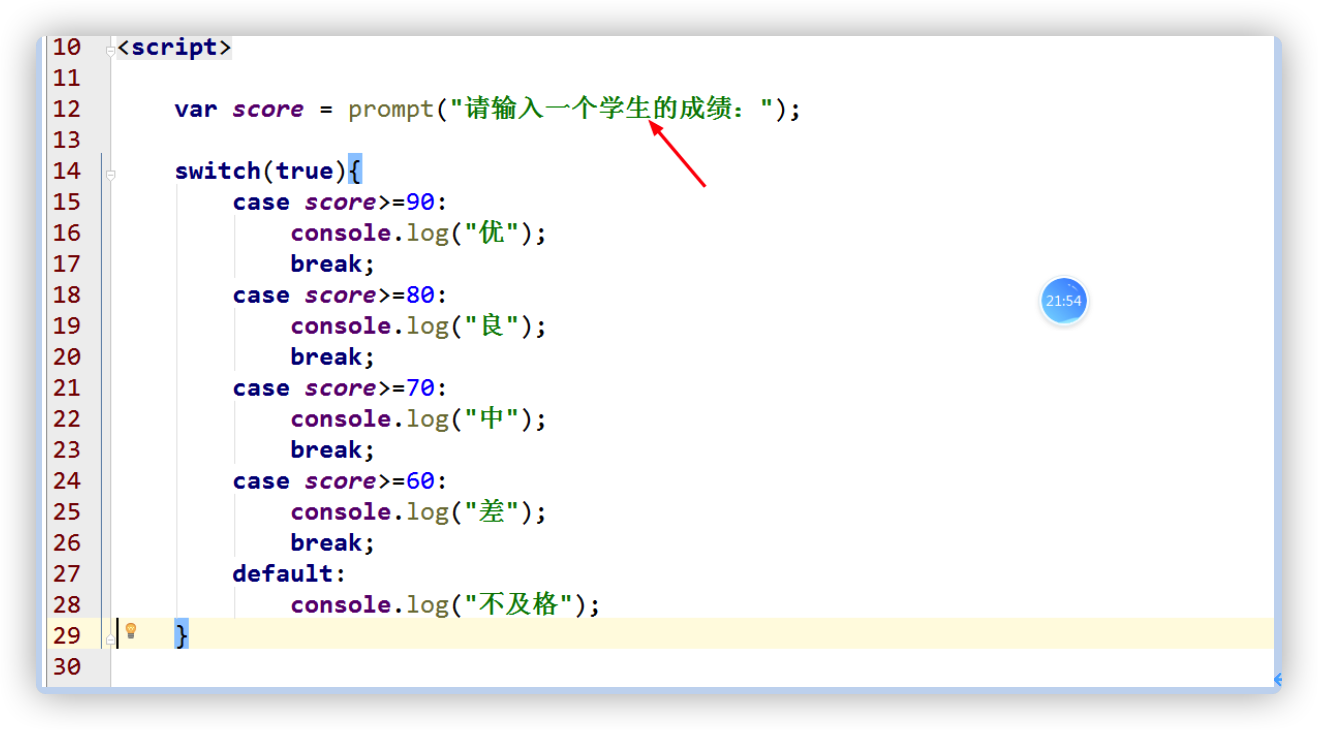 10 <script>
11
12 var score = prompt("请输入一个学生的成绩：");
13
14 switch(true){
15 case score>=90:
16 console.log("优");
17 break;
18 case score>=80:
19 console.log("良");
20 break;
21 case score>=70:
22 console.log("中");
23 break;
24 case score>=60:
25 console.log("差");
26 break;
27 default:
28 console.log("不及格");
29 }
30
21:54